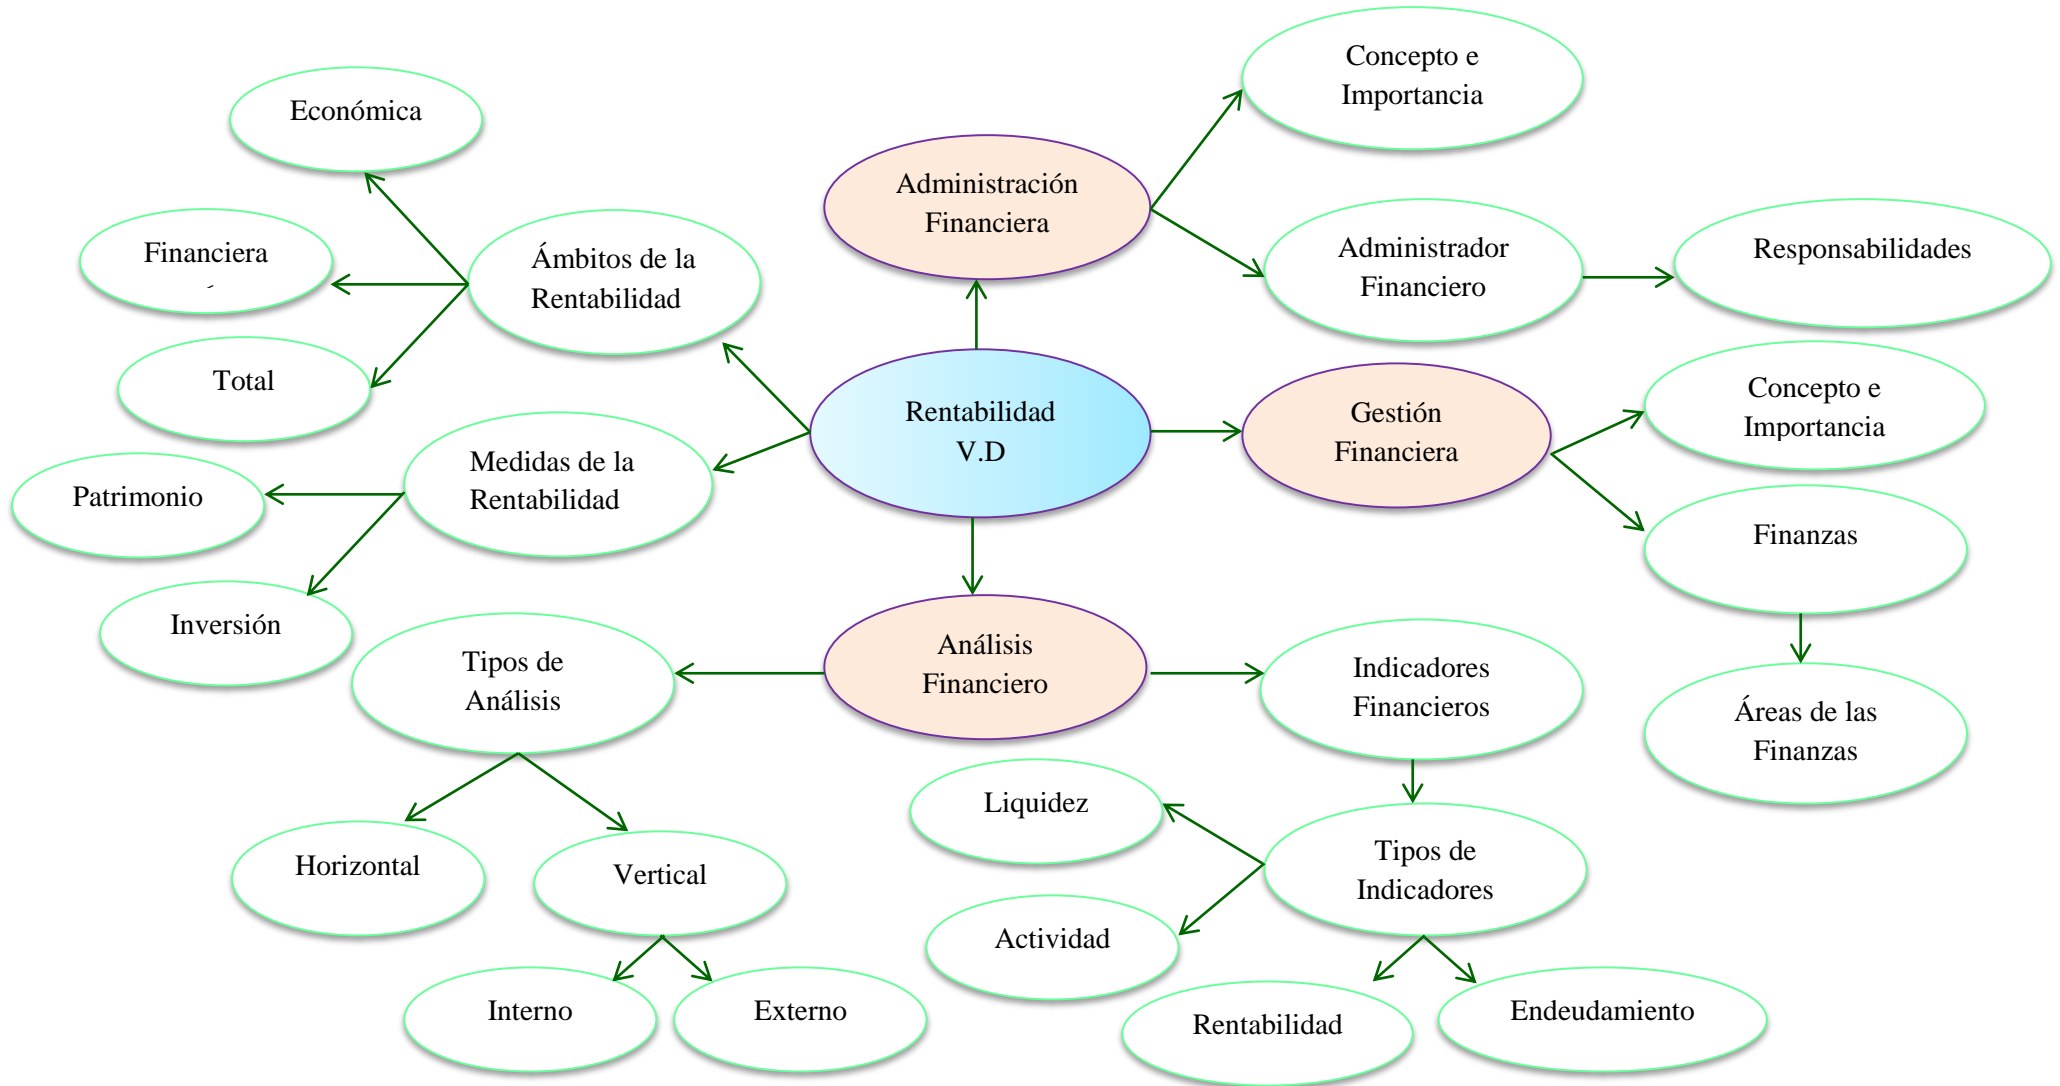 Concepto e
Importancia
Económica
Administración
Financiera
Financiera
Ámbitos de la
Rentabilidad
Administrador
Financiero
Responsabilidades
Total
Rentabilidad
V.D
Gestión
Financiera
Concepto e
Importancia
Medidas de la
Rentabilidad
Patrimonio
Finanzas
Inversión
Tipos de
Análisis
Análisis
Financiero
Indicadores
Financieros
Áreas de las
Finanzas
Liquidez
Horizontal
Vertical
Tipos de
Indicadores
Actividad
Interno
Externo
Rentabilidad
Endeudamiento